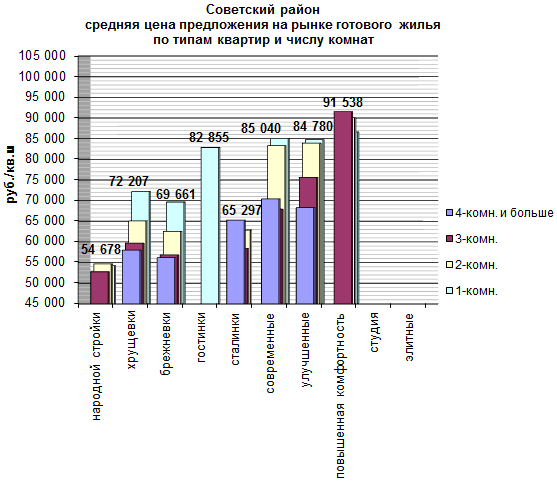 Советский район
средняя цена предложения на рынке готового жилья
по типам квартир и числу комнат
руб./кв.м
105 000
100 000
95 000
90 000
85 000
80 000
75 000
70 000
65 000
60 000
55 000
50 000
45 000
54 678
72 207
69 661
82 855
65 297
85 040
84 780
91 538
народной стройки
хрущевки
брежневки
гостинки
сталинки
современные
улучшенные
повышенная комфортность
студия
элитные
4-комн. и больше
3-комн.
2-комн.
1-комн.